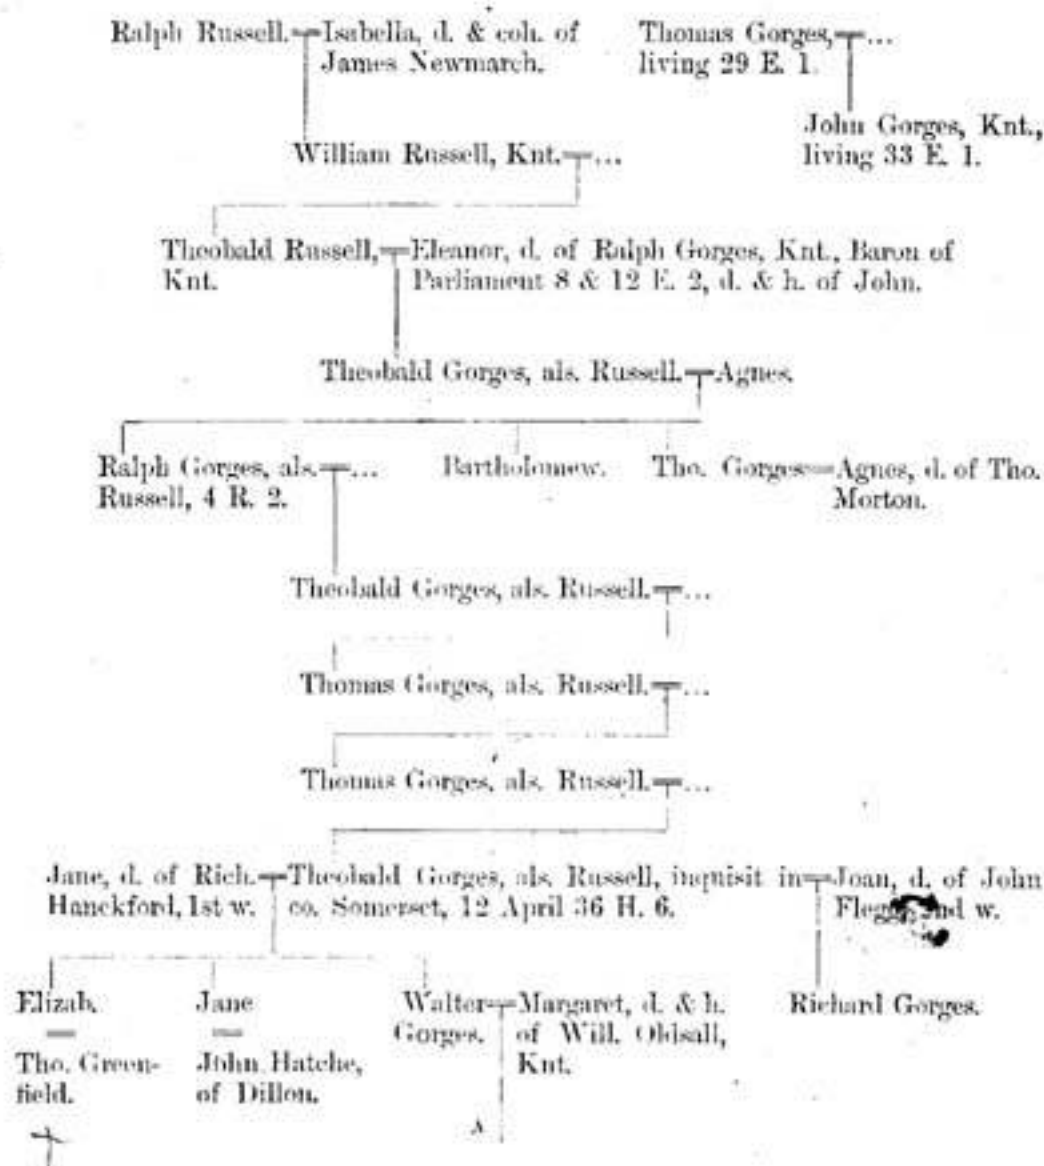 Ralph Russell.
Isabella, d. & coh. of
James Newmarch.
Thomas Gorges,
living 29 E. 1.
...
John Gorges, Knt.,
living 33 E. 1.
William Russell, Knt.
...
Theobald Russell,
Knt.
Eleanor, d. of Ralph Gorges, Knt., Baron of
Parliament 8 & 12 E. 2, d. & h. of John.
Theobald Gorges, als. Russell.
Agnes.
Ralph Gorges, als.
Russell, 4 R. 2.
...
Bartholomew.
Tho. Gorges
Agnes, d. of Tho.
Morton.
Theobald Gorges, als. Russell.
...
Thomas Gorges, als. Russell.
...
Thomas Gorges, als. Russell.
...
Jane, d. of Rich.
Hanckford, 1st w.
Theobald Gorges, als. Russell, inquisit in
co. Somerset, 12 April 36 H. 6.
Joan, d. of John
2nd w.
Elizab.
Tho. Green-
field.
Jane
John Hatche,
of Dillon.
Walter
Gorges.
Margaret, d. & h.
of Will. Oldsall,
Knt.
Richard Gorges.
A